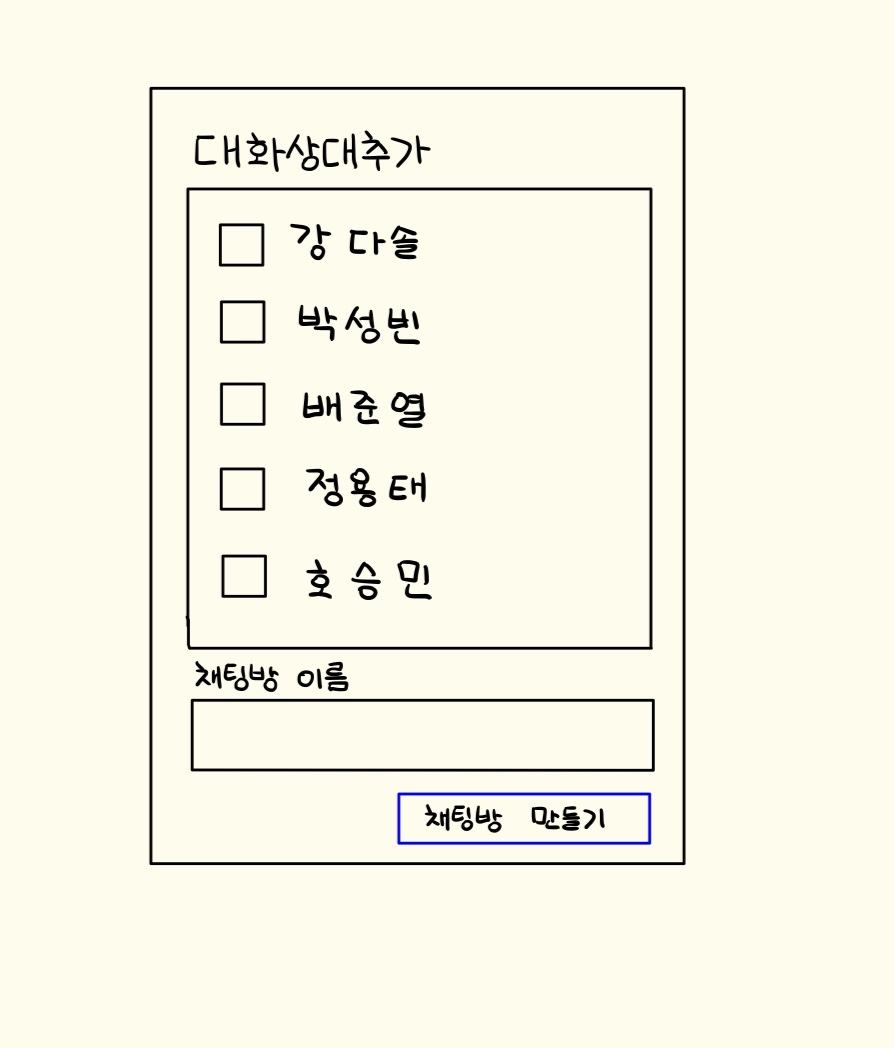 대화상대추가
강 다솔
박성빈
배준열
정용태
호승민
채팅방 이름
채팅방 만들기